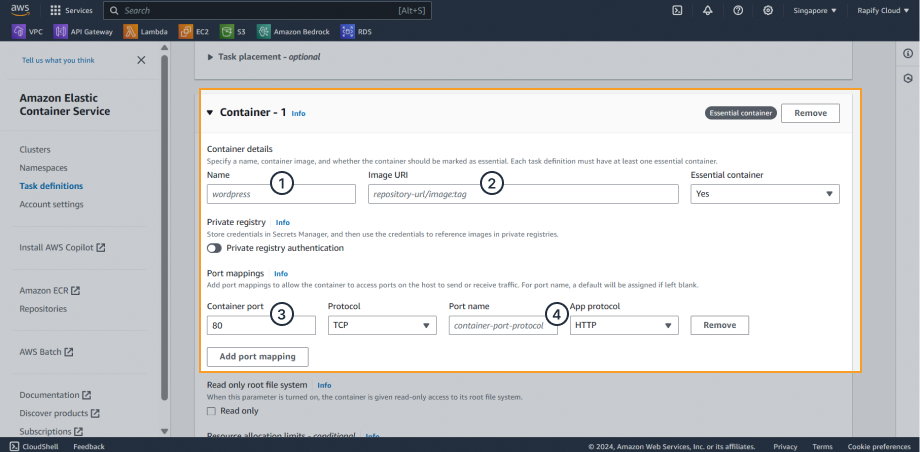 aws Services Search [Alt+S] Singapore Rapify Cloud
VPC API Gateway Lambda EC2 S3 Amazon Bedrock RDS
Tell us what you think
Amazon Elastic
Container Service
Clusters
Namespaces
Task definitions
Account settings
Install AWS Copilot
Amazon ECR
Repositories
AWS Batch
Documentation
Discover products
Subscriptions
Task placement - optional
Container - 1 Info Essential container Remove
Container details
Specify a name, container image, and whether the container should be marked as essential. Each task definition must have at least one essential container.
Name 1 Image URI 2 Essential container
wordpress repository-url/image:tag Yes
Private registry Info
Store credentials in Secrets Manager, and then use the credentials to reference images in private registries.
Private registry authentication
Port mappings Info
Add port mappings to allow the container to access ports on the host to send or receive traffic. For port name, a default will be assigned if left blank.
Container port 3 Protocol Port name 4 App protocol
80 TCP container-port-protocol HTTP Remove
Add port mapping
Read only root file system Info
When this parameter is turned on, the container is given read-only access to its root file system.
Read only
Resource allocation limits - conditional Info
CloudShell Feedback © 2024, Amazon Web Services, Inc. or its affiliates. Privacy Terms Cookie preferences